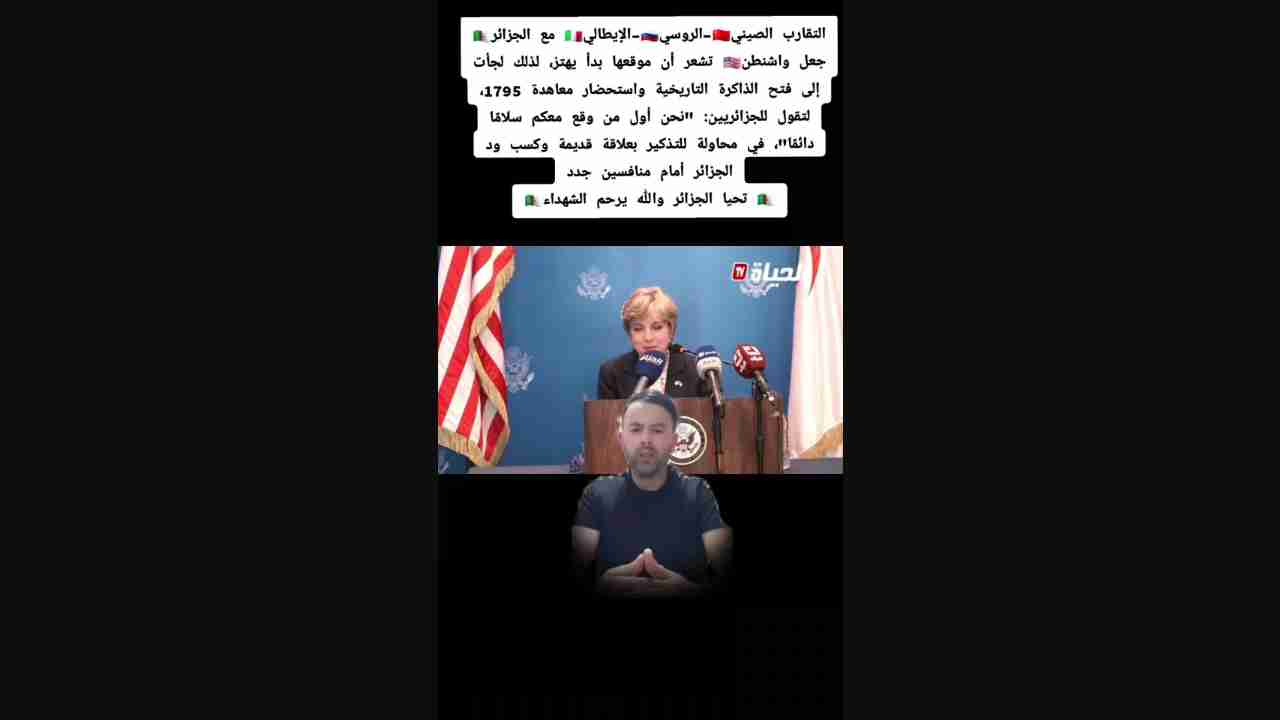 التقارب الصيني🇨🇳-الروسي🇷🇺-الإيطالي🇮🇹 مع الجزائر🇩🇿
جعل واشنطن🇺🇸 تشعر أن موقعها بدأ يهتز، لذلك لجأت
إلى فتح الذاكرة التاريخية واستحضار معاهدة 1795،
لتقول للجزائريين: "نحن أول من وقع معكم سلامًا
دائمًا"، في محاولة للتذكير بعلاقة قديمة وكسب ود
الجزائر أمام منافسين جدد
🇩🇿 تحيا الجزائر والله يرحم الشهداء🇩🇿
الحياة TV